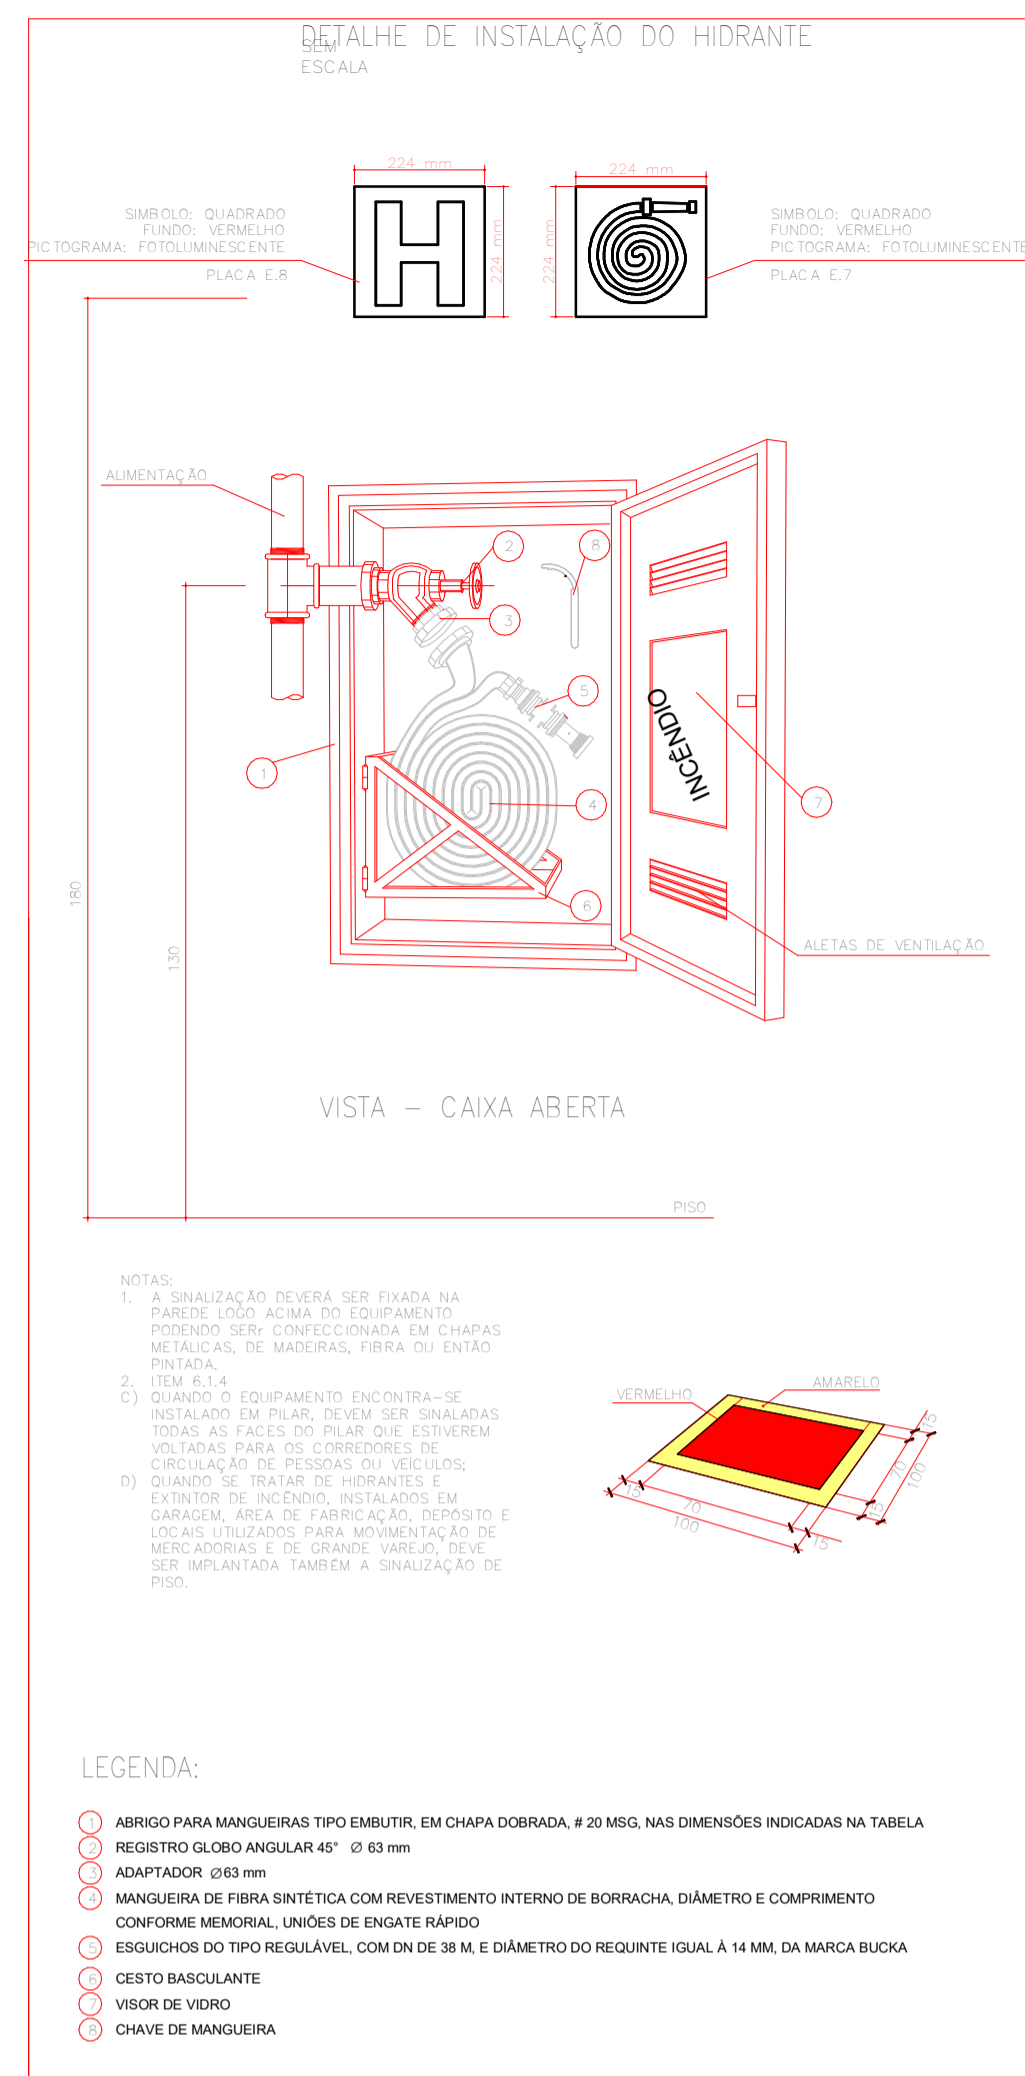 DETALHE DE INSTALAÇÃO DO HIDRANTE
SEM
ESCALA
224 mm
224 mm
SIMBOLO: QUADRADO
FUNDO: VERMELHO
PICTOGRAMA: FOTOLUMINESCENTE
PLACA E.8
H
224 mm
224 mm
SIMBOLO: QUADRADO
FUNDO: VERMELHO
PICTOGRAMA: FOTOLUMINESCENTE
PLACA E.7
ALIMENTAÇÃO
2
8
3
5
1
INCÊNDIO
4
7
6
180
130
ALETAS DE VENTILAÇÃO
VISTA – CAIXA ABERTA
PISO
NOTAS:
1. A SINALIZAÇÃO DEVERÁ SER FIXADA NA
PAREDE LOGO ACIMA DO EQUIPAMENTO
PODENDO SERr CONFECCIONADA EM CHAPAS
METÁLICAS, DE MADEIRAS, FIBRA OU ENTÃO
PINTADA.
2. ITEM 6.1.4
C) QUANDO O EQUIPAMENTO ENCONTRA-SE
INSTALADO EM PILAR, DEVEM SER SINALADAS
TODAS AS FACES DO PILAR QUE ESTIVEREM
VOLTADAS PARA OS CORREDORES DE
CIRCULAÇÃO DE PESSOAS OU VEÍCULOS;
D) QUANDO SE TRATAR DE HIDRANTES E
EXTINTOR DE INCÊNDIO, INSTALADOS EM
GARAGEM, ÁREA DE FABRICAÇÃO, DEPÓSITO E
LOCAIS UTILIZADOS PARA MOVIMENTAÇÃO DE
MERCADORIAS E DE GRANDE VAREJO, DEVE
SER IMPLANTADA TAMBÉM A SINALIZAÇÃO DE
PISO.
VERMELHO
AMARELO
15
70
100
15
15
70
100
15
LEGENDA:
1 ABRIGO PARA MANGUEIRAS TIPO EMBUTIR, EM CHAPA DOBRADA, # 20 MSG, NAS DIMENSÕES INDICADAS NA TABELA
2 REGISTRO GLOBO ANGULAR 45° Ø 63 mm
3 ADAPTADOR Ø63 mm
4 MANGUEIRA DE FIBRA SINTÉTICA COM REVESTIMENTO INTERNO DE BORRACHA, DIÂMETRO E COMPRIMENTO
CONFORME MEMORIAL, UNIÕES DE ENGATE RÁPIDO
5 ESGUICHOS DO TIPO REGULÁVEL, COM DN DE 38 M, E DIÂMETRO DO REQUINTE IGUAL À 14 MM, DA MARCA BUCKA
6 CESTO BASCULANTE
7 VISOR DE VIDRO
8 CHAVE DE MANGUEIRA